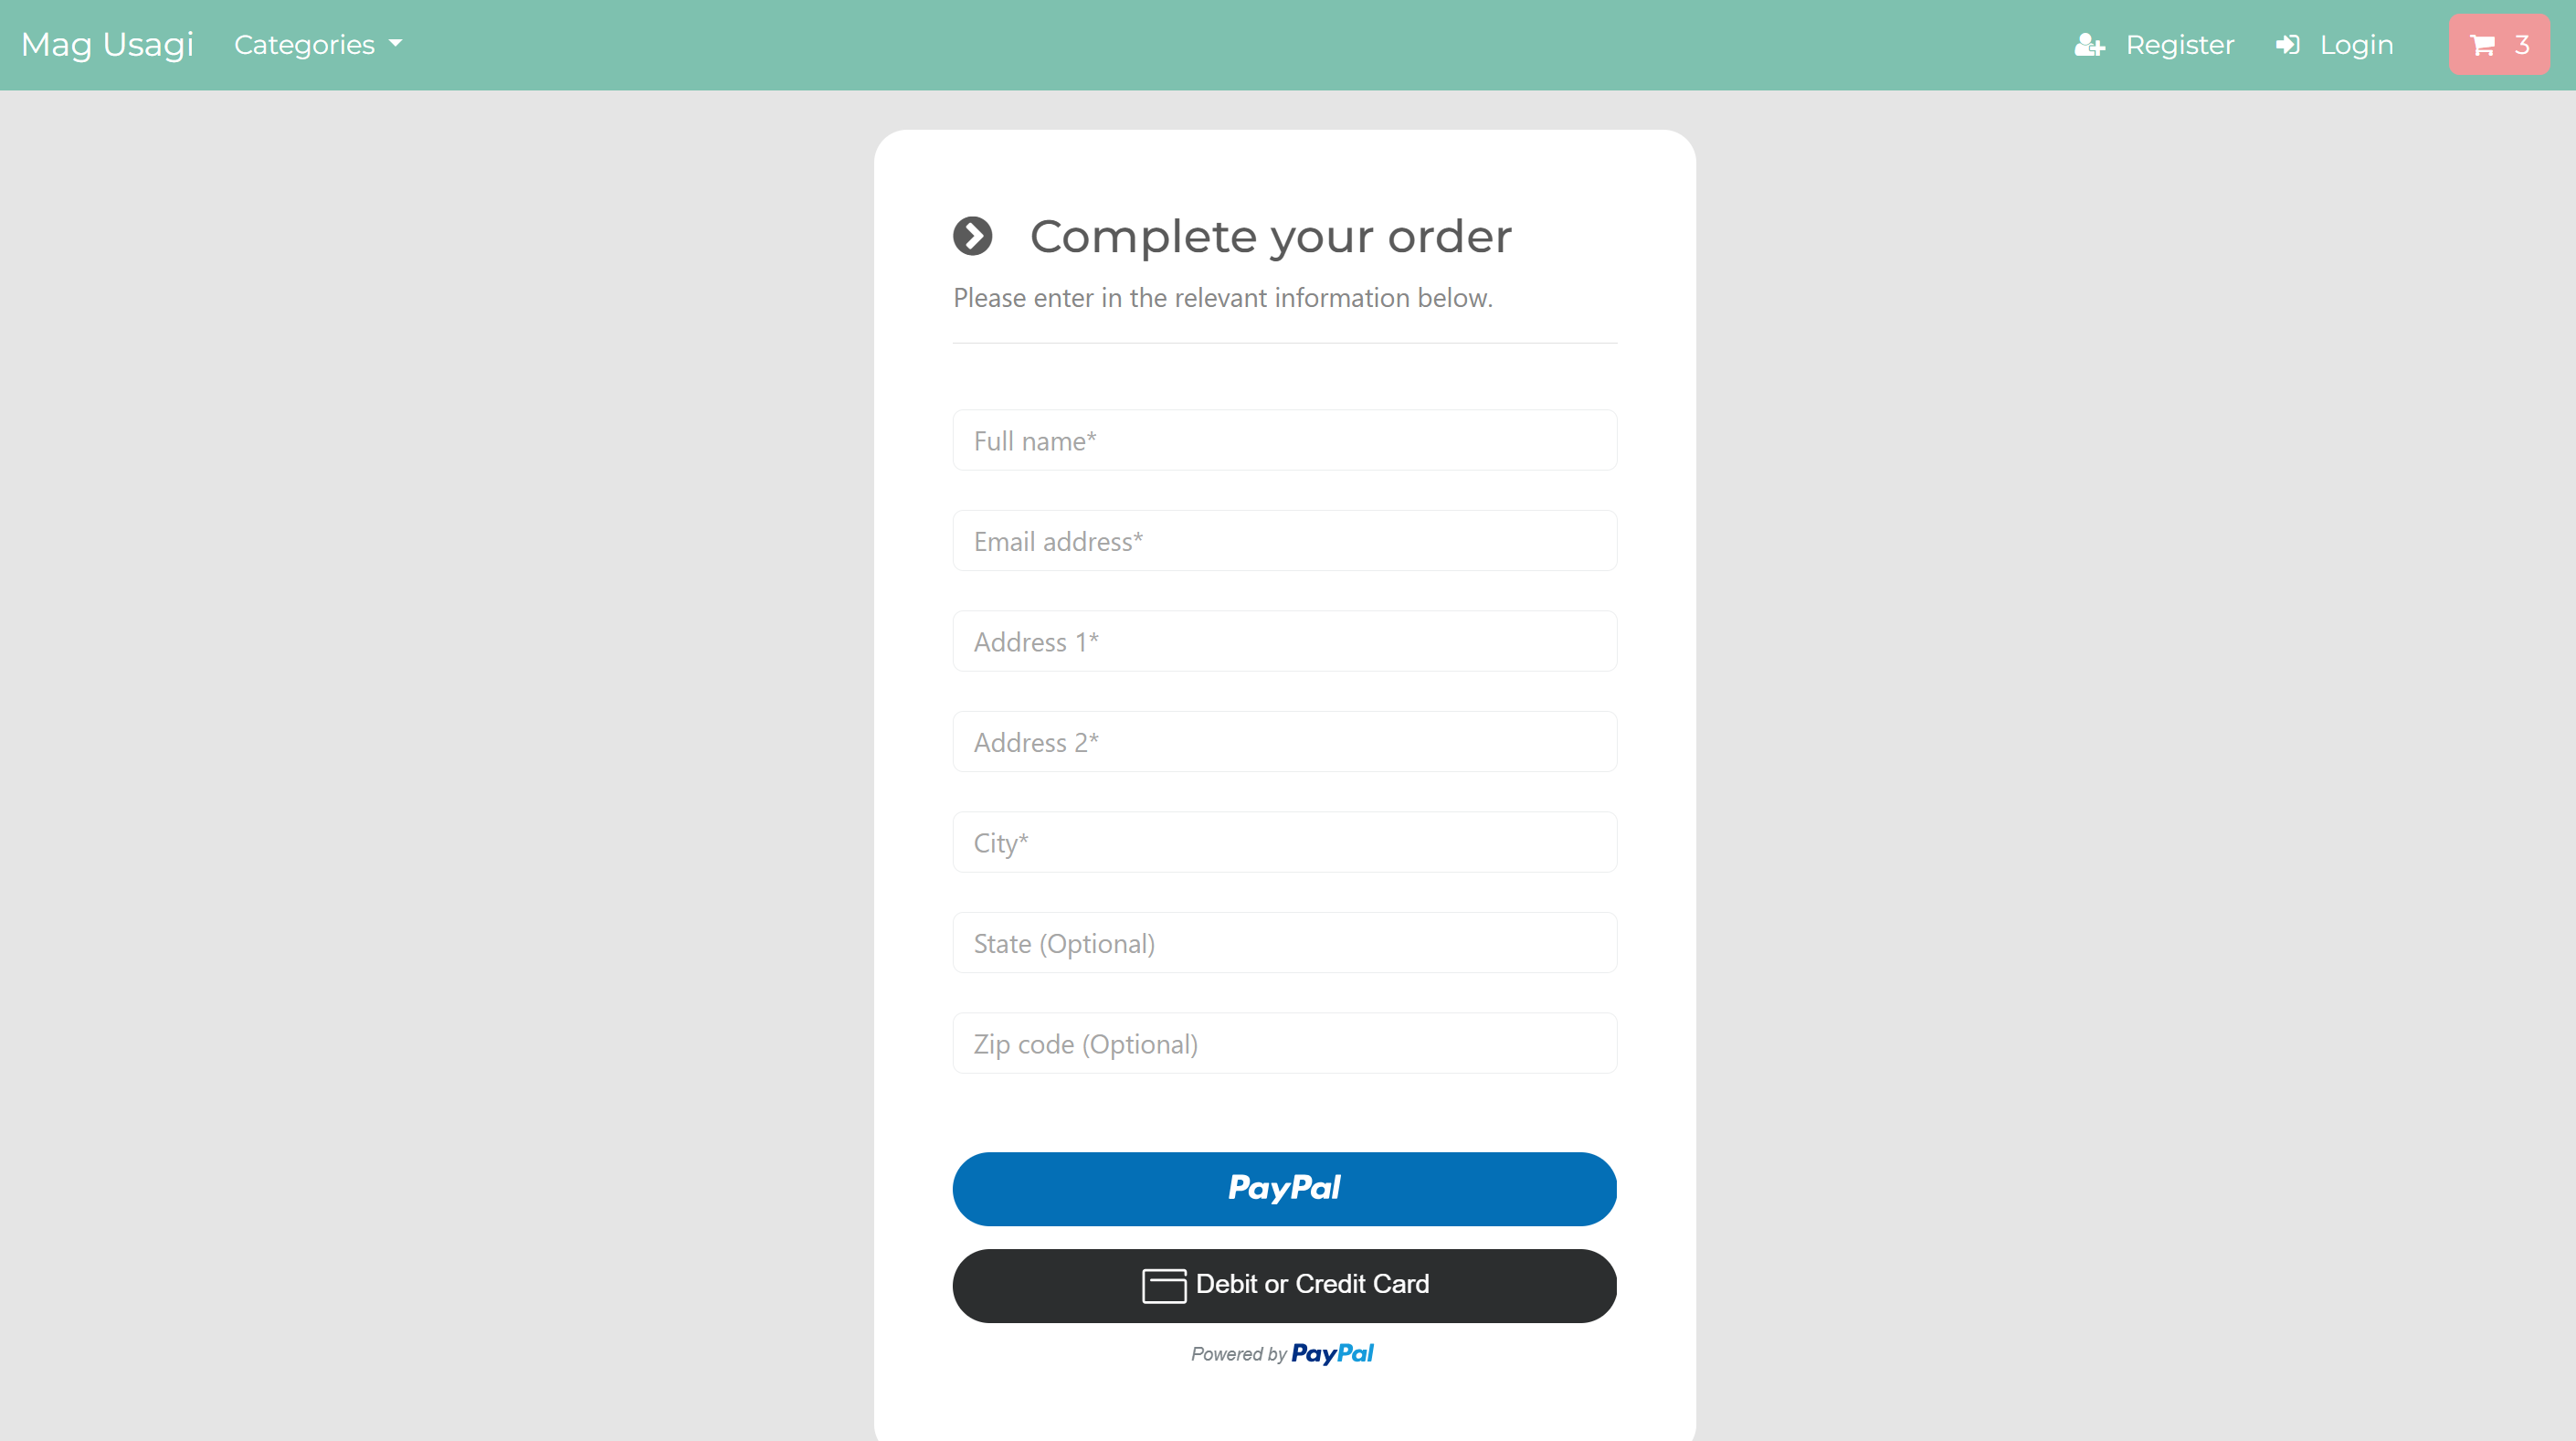 Mag Usagi Categories Register Login 3
Complete your order
Please enter in the relevant information below.
Full name*
Email address*
Address 1*
Address 2*
City*
State (Optional)
Zip code (Optional)
PayPal
Debit or Credit Card
Powered by PayPal